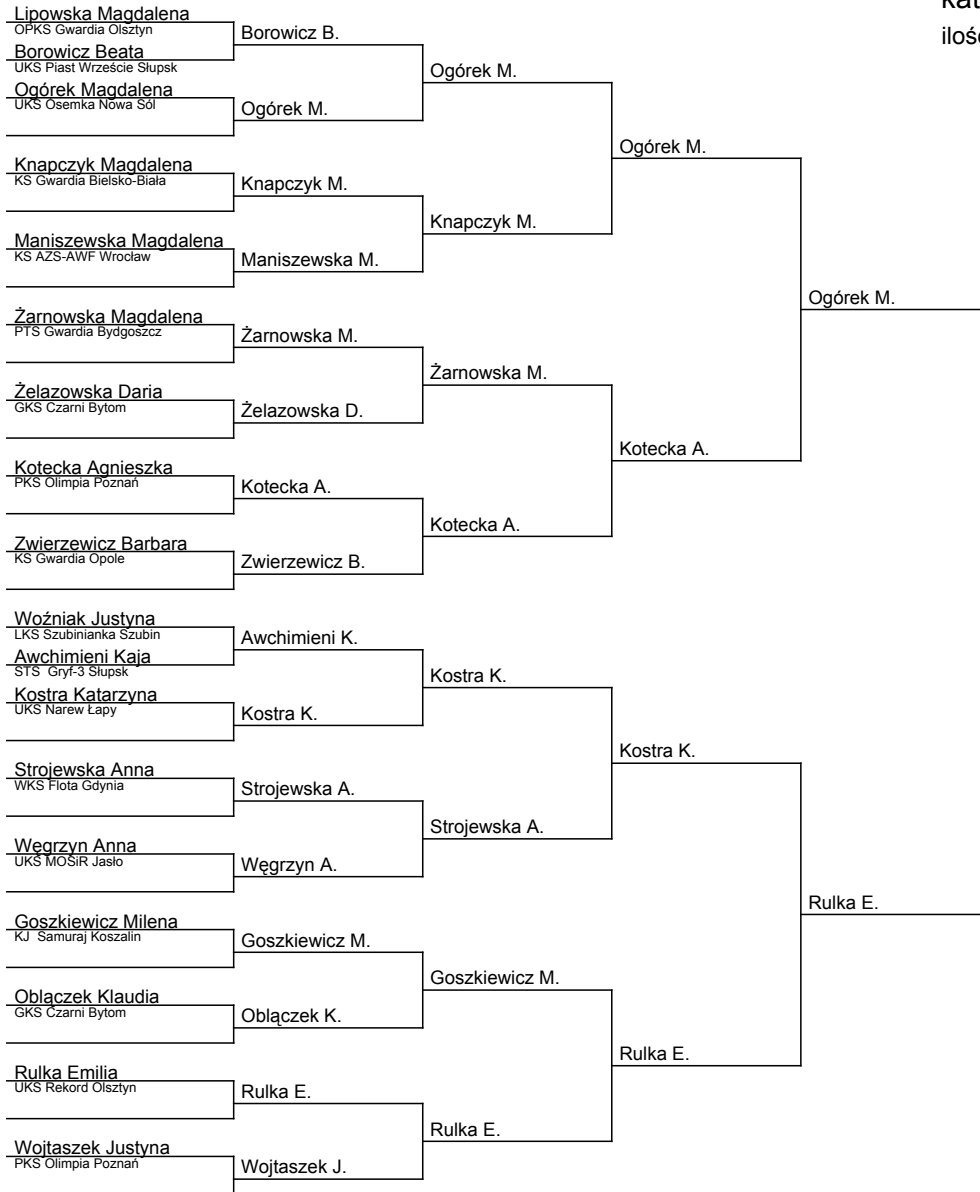 Lipowska Magdalena
OPKS Gwardia Olsztyn
Borowicz Beata
UKS Piast Wrzeście Słupsk
Ogórek Magdalena
UKS Ósemka Nowa Sól
Knapczyk Magdalena
KS Gwardia Bielsko-Biała
Maniszewska Magdalena
KS AZS-AWF Wrocław
Żarnowska Magdalena
PTS Gwardia Bydgoszcz
Żelazowska Daria
GKS Czarni Bytom
Kotecka Agnieszka
PKS Olimpia Poznań
Zwierzewicz Barbara
KS Gwardia Opole
Woźniak Justyna
LKS Szubinianka Szubin
Awchimieni Kaja
STS Gryf-3 Słupsk
Kostra Katarzyna
UKS Narew Łapy
Strojewska Anna
WKS Flota Gdynia
Węgrzyn Anna
UKS MOSiR Jasło
Goszkiewicz Milena
KJ Samuraj Koszalin
Oblączek Klaudia
GKS Czarni Bytom
Rulka Emilia
UKS Rekord Olsztyn
Wojtaszek Justyna
PKS Olimpia Poznań
Borowicz B.
Ogórek M.
Knapczyk M.
Maniszewska M.
Żarnowska M.
Żelazowska D.
Kotecka A.
Zwierzewicz B.
Awchimieni K.
Kostra K.
Strojewska A.
Węgrzyn A.
Goszkiewicz M.
Oblączek K.
Rulka E.
Wojtaszek J.
Ogórek M.
Knapczyk M.
Żarnowska M.
Kotecka A.
Kostra K.
Strojewska A.
Goszkiewicz M.
Rulka E.
Ogórek M.
Kotecka A.
Kostra K.
Rulka E.
Ogórek M.
Rulka E.